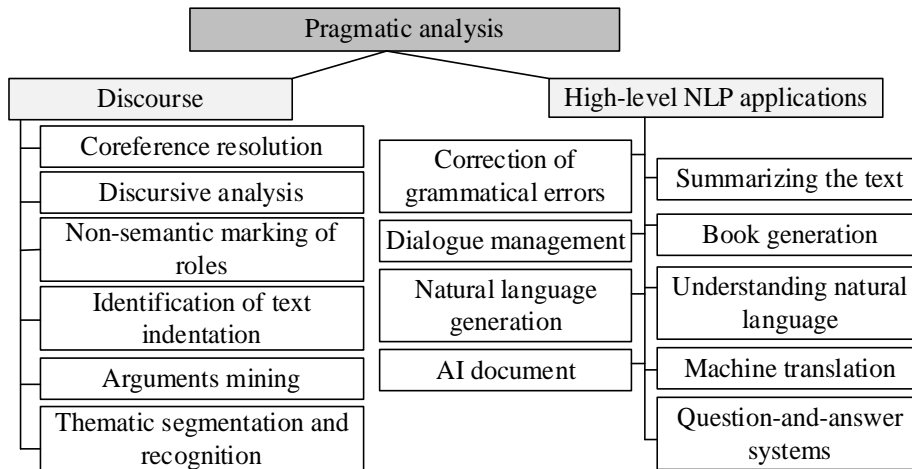 Pragmatic analysis
Discourse
Coreference resolution
Discursive analysis
Non-semantic marking of
roles
Identification of text
indentation
Arguments mining
Thematic segmentation and
recognition
High-level NLP applications
Correction of
grammatical errors
Dialogue management
Natural language
generation
AI document
Summarizing the text
Book generation
Understanding natural
language
Machine translation
Question-and-answer
systems